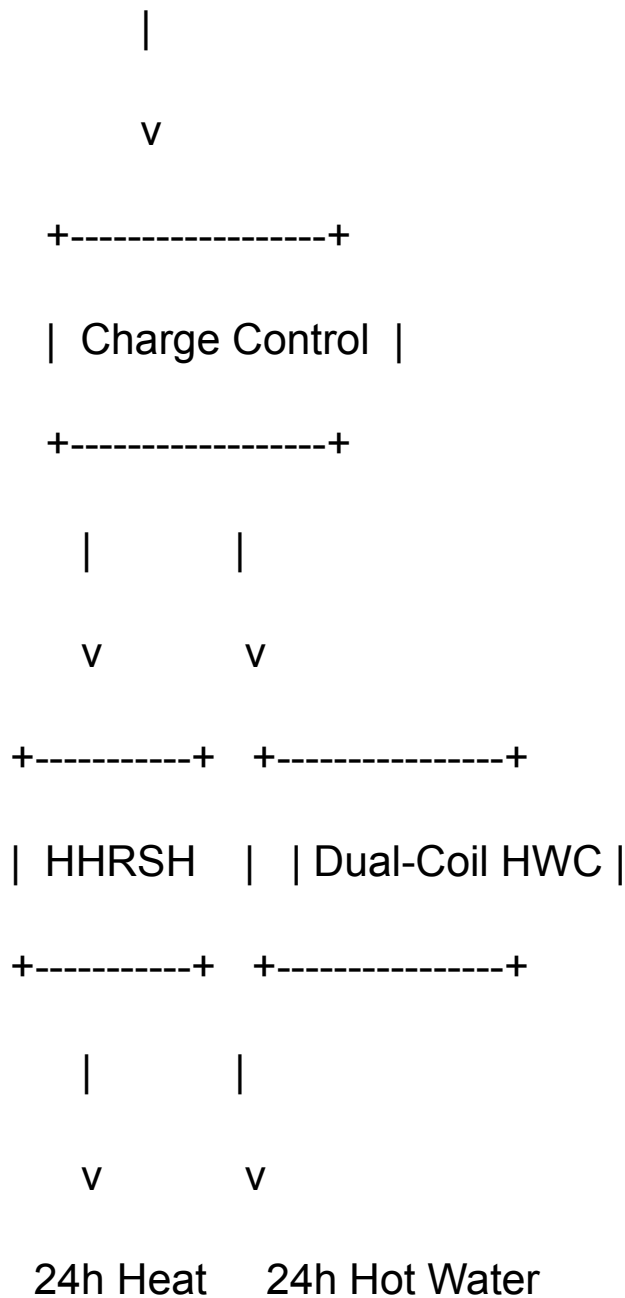 |
v
+------------------+
| Charge Control |
+------------------+
| |
v v
+-----------+ +----------------+
| HHRSH | | Dual-Coil HWC |
+-----------+ +----------------+
| |
v v
24h Heat 24h Hot Water